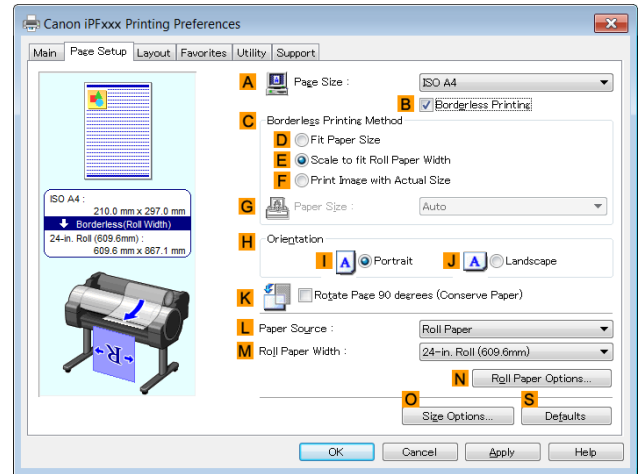 Canon iPFxxx Printing Preferences
Main Page Setup Layout Favorites Utility Support
A Page Size : ISO A4
B Borderless Printing
C Borderless Printing Method
D Fit Paper Size
E Scale to fit Roll Paper Width
F Print Image with Actual Size
G Paper Size : Auto
ISO A4 :
210.0 mm x 297.0 mm
Borderless(Roll Width)
24-in. Roll (609.6mm) :
609.6 mm x 867.1 mm
H Orientation
I A Portrait J A Landscape
K Rotate Page 90 degrees (Conserve Paper)
L Paper Source : Roll Paper
M Roll Paper Width : 24-in. Roll (609.6mm)
R
N Roll Paper Options...
O S
Size Options... Defaults
OK Cancel Apply Help